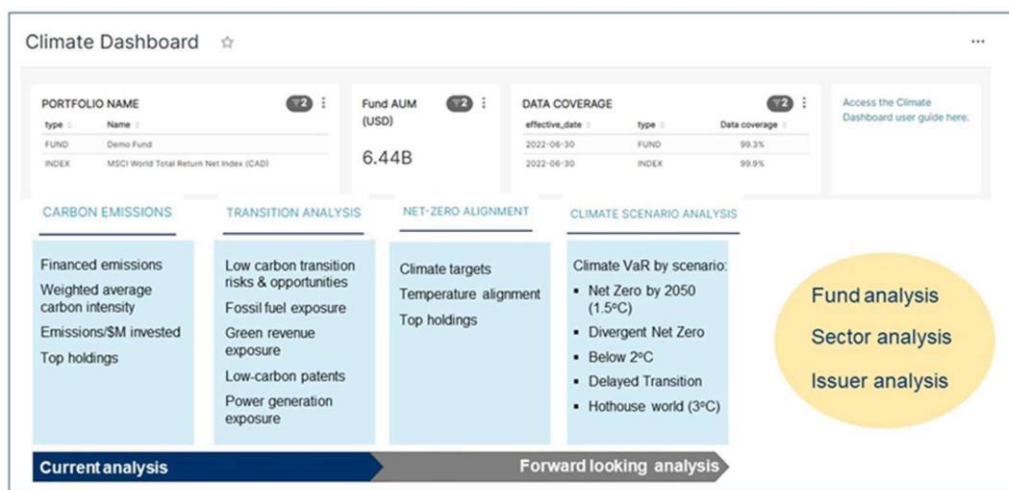 Climate Dashboard
PORTFOLIO NAME
2
type Name
FUND Demo Fund
INDEX MSCI World Total Return Net Index (CAD)
Fund AUM
(USD)
2
6.44B
DATA COVERAGE
2
effective_date type Data coverage
2022-06-30 FUND 99.3%
2022-06-30 INDEX 99.9%
Access the Climate
Dashboard user guide here.
CARBON EMISSIONS
Financed emissions
Weighted average
carbon intensity
Emissions/$M invested
Top holdings
TRANSITION ANALYSIS
Low carbon transition
risks & opportunities
Fossil fuel exposure
Green revenue
exposure
Low-carbon patents
Power generation
exposure
NET-ZERO ALIGNMENT
Climate targets
Temperature alignment
Top holdings
CLIMATE SCENARIO ANALYSIS
Climate VaR by scenario:
▪ Net Zero by 2050
(1.5ºC)
▪ Divergent Net Zero
▪ Below 2ºC
▪ Delayed Transition
▪ Hothouse world (3ºC)
Fund analysis
Sector analysis
Issuer analysis
Current analysis
Forward looking analysis